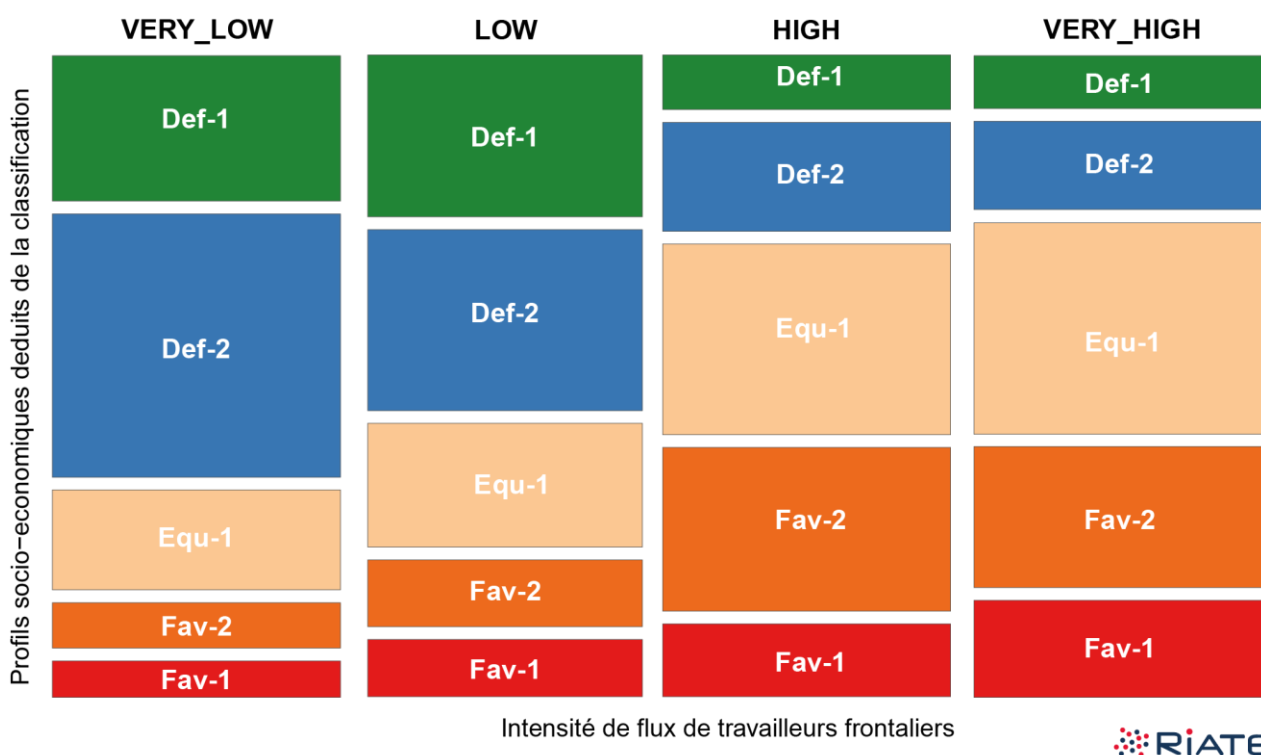 VERY_LOW LOW HIGH VERY_HIGH
Profils socio−economiques deduits de la classification
Def-1 Def-1 Def-1 Def-1
Def-2 Def-2 Def-2 Def-2
Equ-1 Equ-1 Equ-1 Equ-1
Fav-2 Fav-2 Fav-2 Fav-2
Fav-1 Fav-1 Fav-1 Fav-1
Intensité de flux de travailleurs frontaliers
RiATE